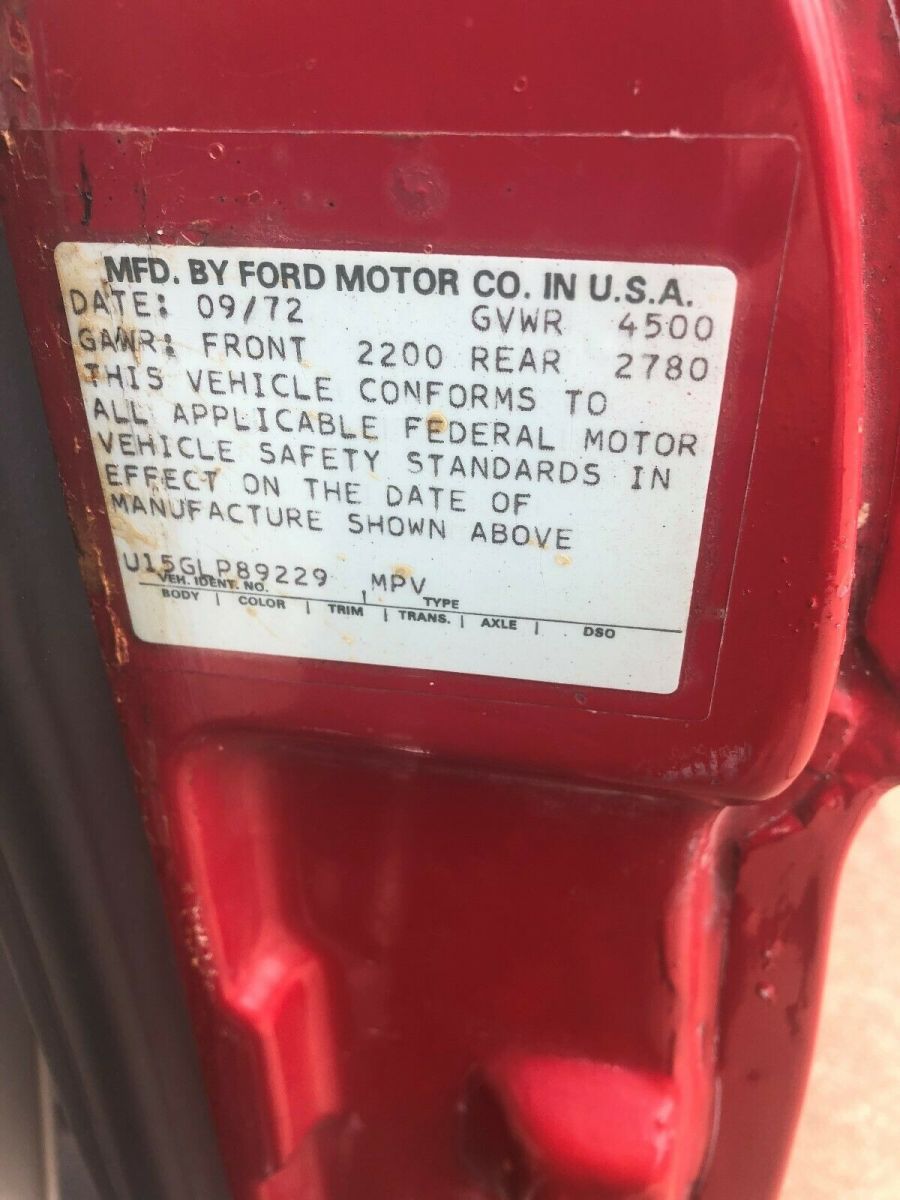 MFD. BY FORD MOTOR CO. IN U.S.A.
DATE: 09/72 GVWR 4500
GAWR: FRONT 2200 REAR 2780
THIS VEHICLE CONFORMS TO
ALL APPLICABLE FEDERAL MOTOR
VEHICLE SAFETY STANDARDS IN
EFFECT ON THE DATE OF
MANUFACTURE SHOWN ABOVE
U15GLP89229 MPV
VEH. IDENT. NO. TYPE
BODY | COLOR | TRIM | TRANS. | AXLE | DSO